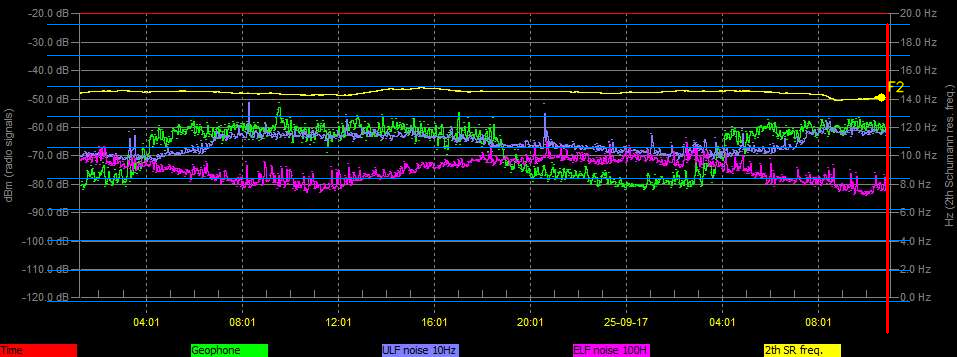 -20.0 dB 20.0 Hz
-30.0 dB 18.0 Hz
-40.0 dB 16.0 Hz
F2
-50.0 dB 14.0 Hz
-60.0 dB 12.0 Hz
-70.0 dB 10.0 Hz
-80.0 dB 8.0 Hz
-90.0 dB 6.0 Hz
-100.0 dB 4.0 Hz
-110.0 dB 2.0 Hz
-120.0 dB 0.0 Hz
dBm (radio signals)
Hz (2th Schumann res. freq.)
04:01 08:01 12:01 16:01 20:01 25-09-17 04:01 08:01
Time Geophone ULF noise 10Hz ELF noise 100H 2th SR freq.